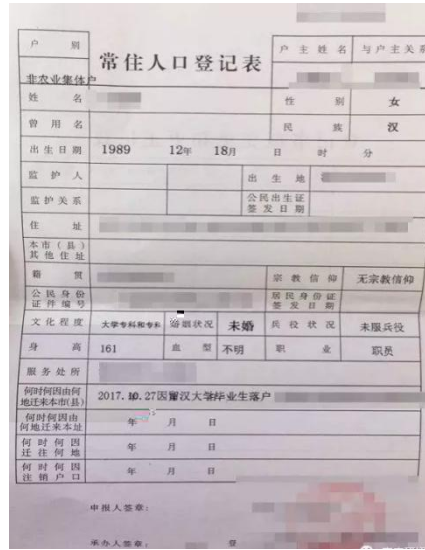 户 别 常住人口登记表 户主姓名 与户主关系
非农业集体户
姓 名 性 别 女
曾用名 民 族 汉
出生日期 1989 12年 18月 日 时 分
监护人 出生地
监护关系 公民出生证签发日期
住 址
本市(县)其他住址
籍 贯 宗教信仰 无宗教信仰
公民身份证件编号 居民身份证签发日期
文化程度 大学专科和专科 婚姻状况 未婚 兵役状况 未服兵役
身 高 161 血 型 不明 职 业 职员
服务处所
何时何因由何地迁来本市(县) 2017.10.27因留汉大学毕业生落户
何时何因由何地迁来本址 年 月 日
何时何因迁往何地 年 月 日
何时何因注销户口 年 月 日
申报人签章:
承办人签章: 登